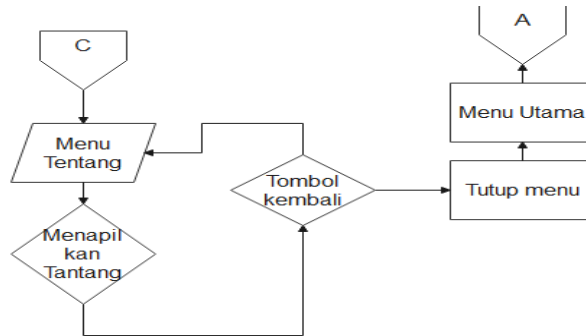 C
Menu
Tentang
Menapil
kan
Tantang
Tombol
kembali
A
Menu Utama
Tutup menu